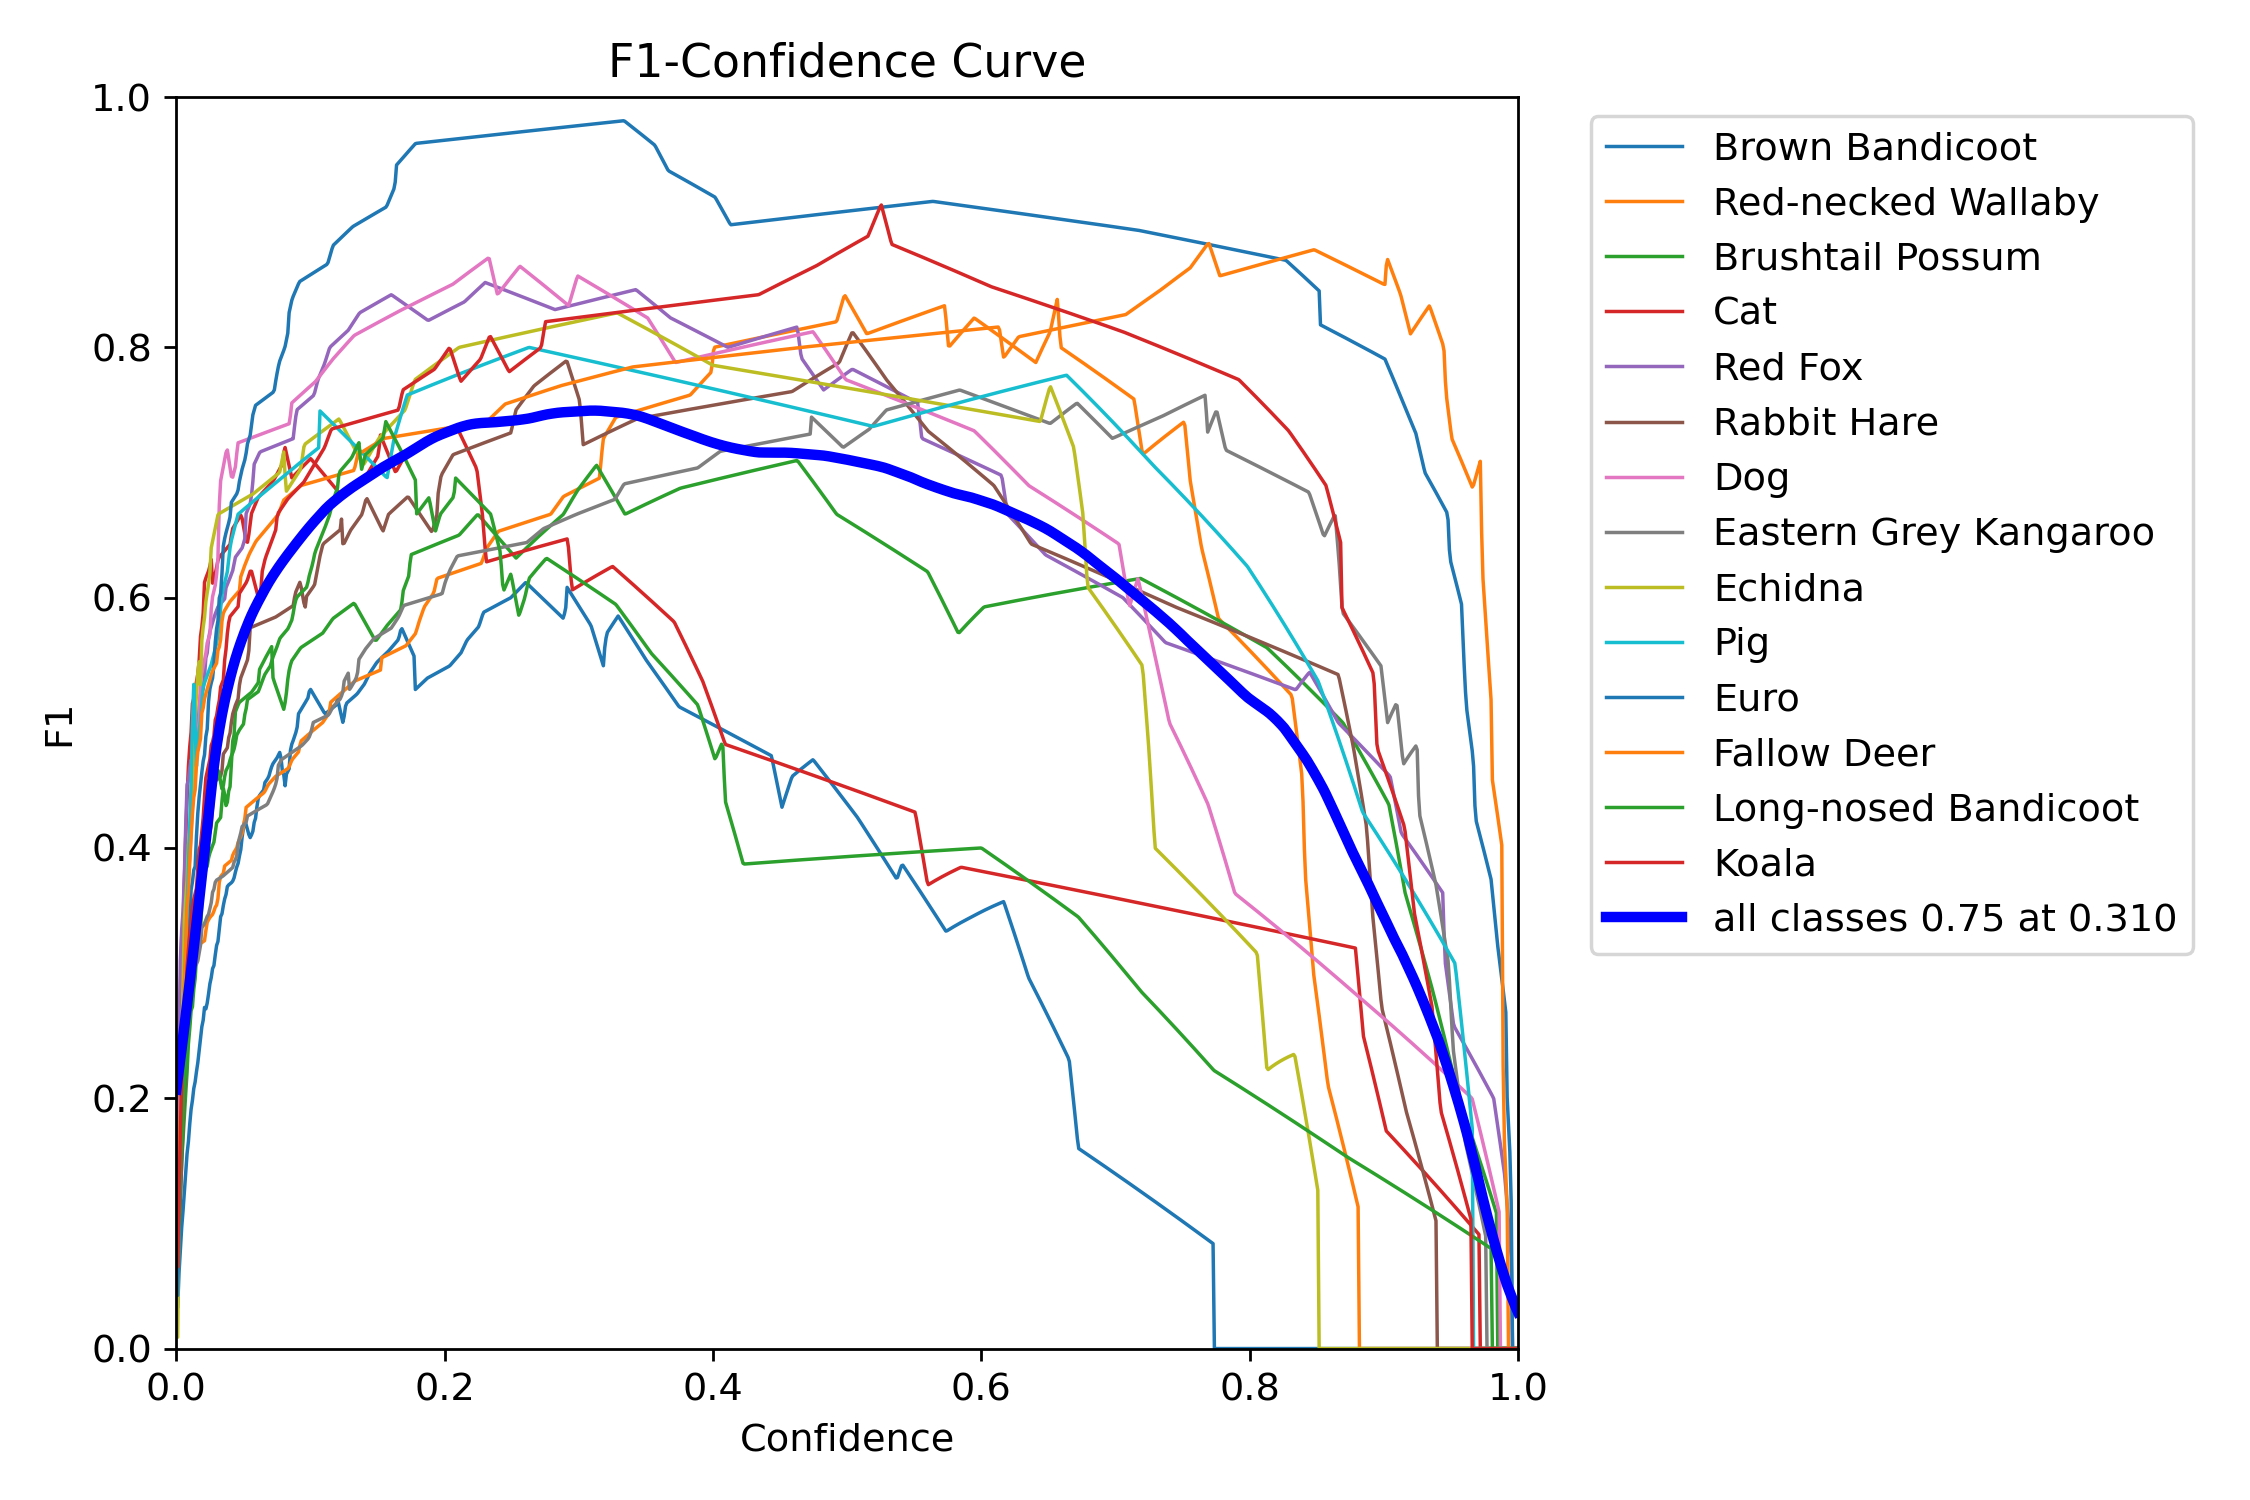 F1-Confidence Curve
1.0
0.8
0.6
0.4
0.2
0.0
F1
0.0 0.2 0.4 0.6 0.8 1.0
Confidence
Brown Bandicoot
Red-necked Wallaby
Brushtail Possum
Cat
Red Fox
Rabbit Hare
Dog
Eastern Grey Kangaroo
Echidna
Pig
Euro
Fallow Deer
Long-nosed Bandicoot
Koala
all classes 0.75 at 0.310